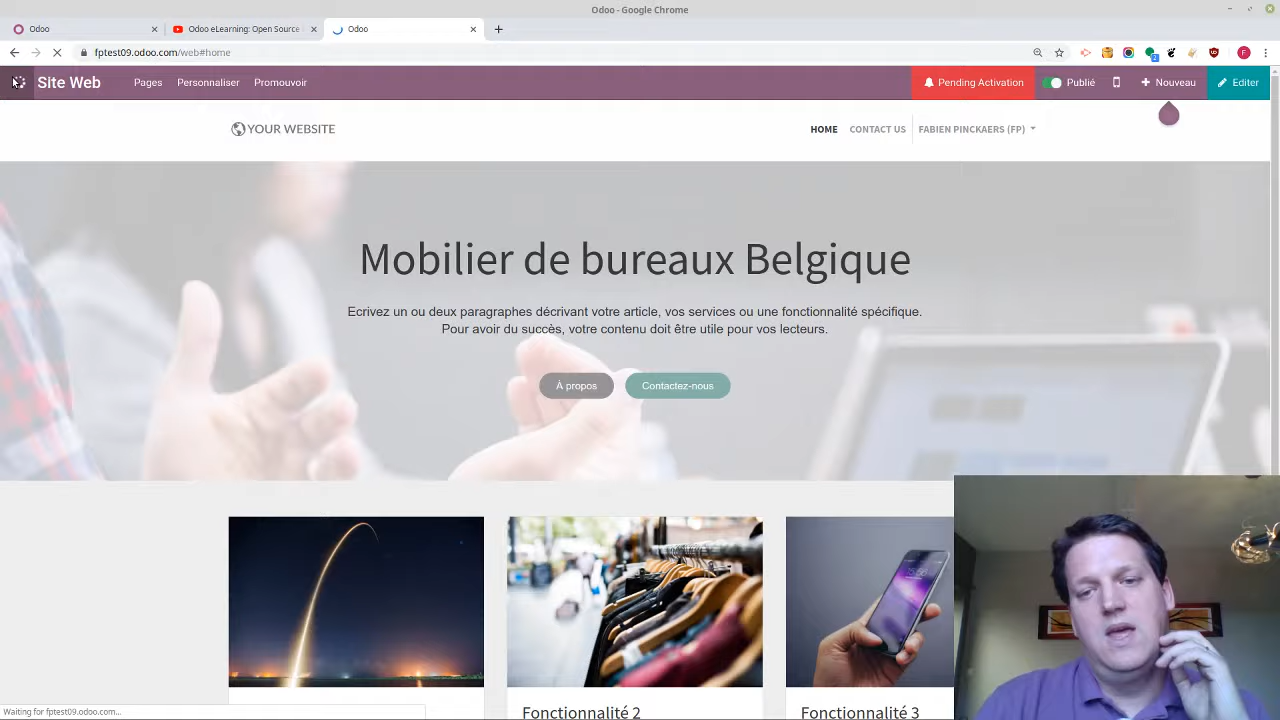 Odoo - Google Chrome
Odoo
Odoo eLearning: Open Source
Odoo
fptest09.odoo.com/web#home
Site Web
Pages
Personnaliser
Promouvoir
Pending Activation
Publié
Nouveau
Editer
YOUR WEBSITE
HOME
CONTACT US
FABIEN PINCKAERS (FP)
Mobilier de bureaux Belgique
Ecrivez un ou deux paragraphes décrivant votre article, vos services ou une fonctionnalité spécifique.
Pour avoir du succès, votre contenu doit être utile pour vos lecteurs.
À propos
Contactez-nous
Fonctionnalité 2
Fonctionnalité 3
Waiting for fptest09.odoo.com...